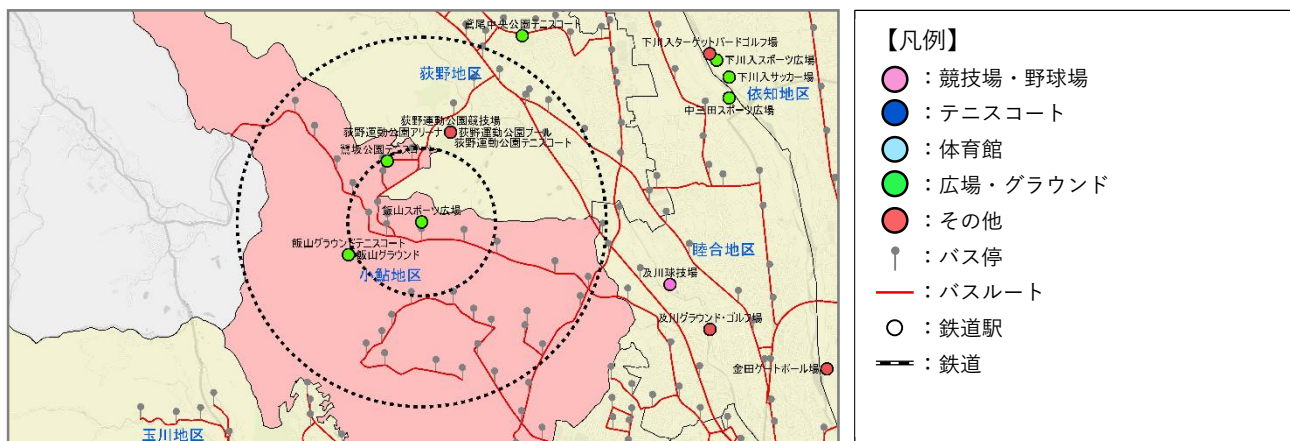 鳶尾中央公園テニスコート
下川入ターゲットバードゴルフ場
下川入スポーツ広場
荻野地区
下川入サッカー場
依知地区
中三田スポーツ広場
荻野運動公園競技場
荻野運動公園アリーナ
荻野運動公園プール
荻野運動公園テニスコート
鷺坂公園テニスコート
飯山スポーツ広場
飯山グラウンドテニスコート
飯山グラウンド
小鮎地区
睦合地区
及川球技場
及川グラウンド・ゴルフ場
金田ゲートボール場
玉川地区
【凡例】
：競技場・野球場
：テニスコート
：体育館
：広場・グラウンド
：その他
：バス停
：バスルート
：鉄道駅
：鉄道